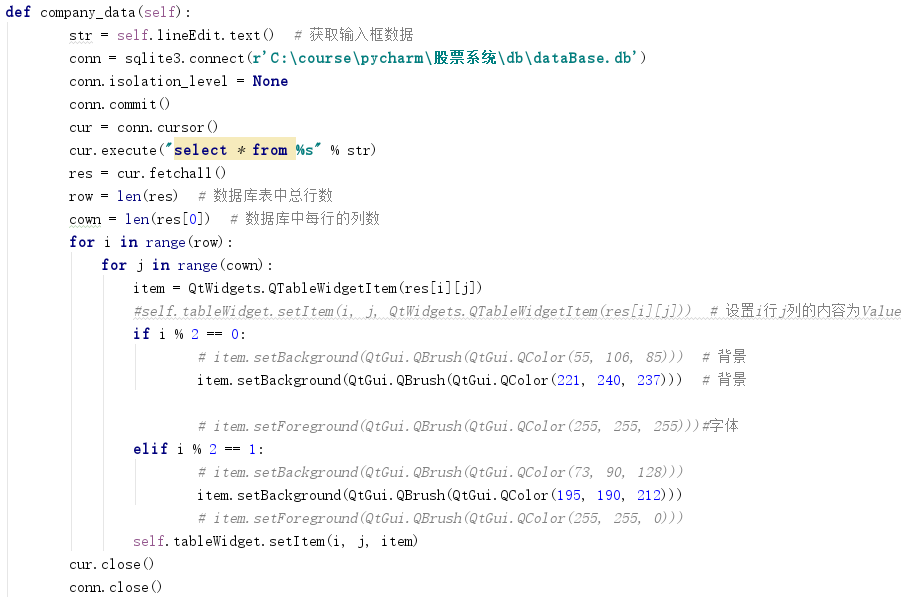 def company_data(self):
str = self.lineEdit.text()  # 获取输入框数据
conn = sqlite3.connect(r'C:\course\pycharm\股票系统\db\dataBase.db')
conn.isolation_level = None
conn.commit()
cur = conn.cursor()
cur.execute("select * from %s" % str)
res = cur.fetchall()
row = len(res)  # 数据库表中总行数
cown = len(res[0])  # 数据库中每行的列数
for i in range(row):
for j in range(cown):
item = QtWidgets.QTableWidgetItem(res[i][j])
#self.tableWidget.setItem(i, j, QtWidgets.QTableWidgetItem(res[i][j]))  # 设置i行j列的内容为Value
if i % 2 == 0:
# item.setBackground(QtGui.QBrush(QtGui.QColor(55, 106, 85)))  # 背景
item.setBackground(QtGui.QBrush(QtGui.QColor(221, 240, 237)))  # 背景
# item.setForeground(QtGui.QBrush(QtGui.QColor(255, 255, 255)))#字体
elif i % 2 == 1:
# item.setBackground(QtGui.QBrush(QtGui.QColor(73, 90, 128)))
item.setBackground(QtGui.QBrush(QtGui.QColor(195, 190, 212)))
# item.setForeground(QtGui.QBrush(QtGui.QColor(255, 255, 0)))
self.tableWidget.setItem(i, j, item)
cur.close()
conn.close()